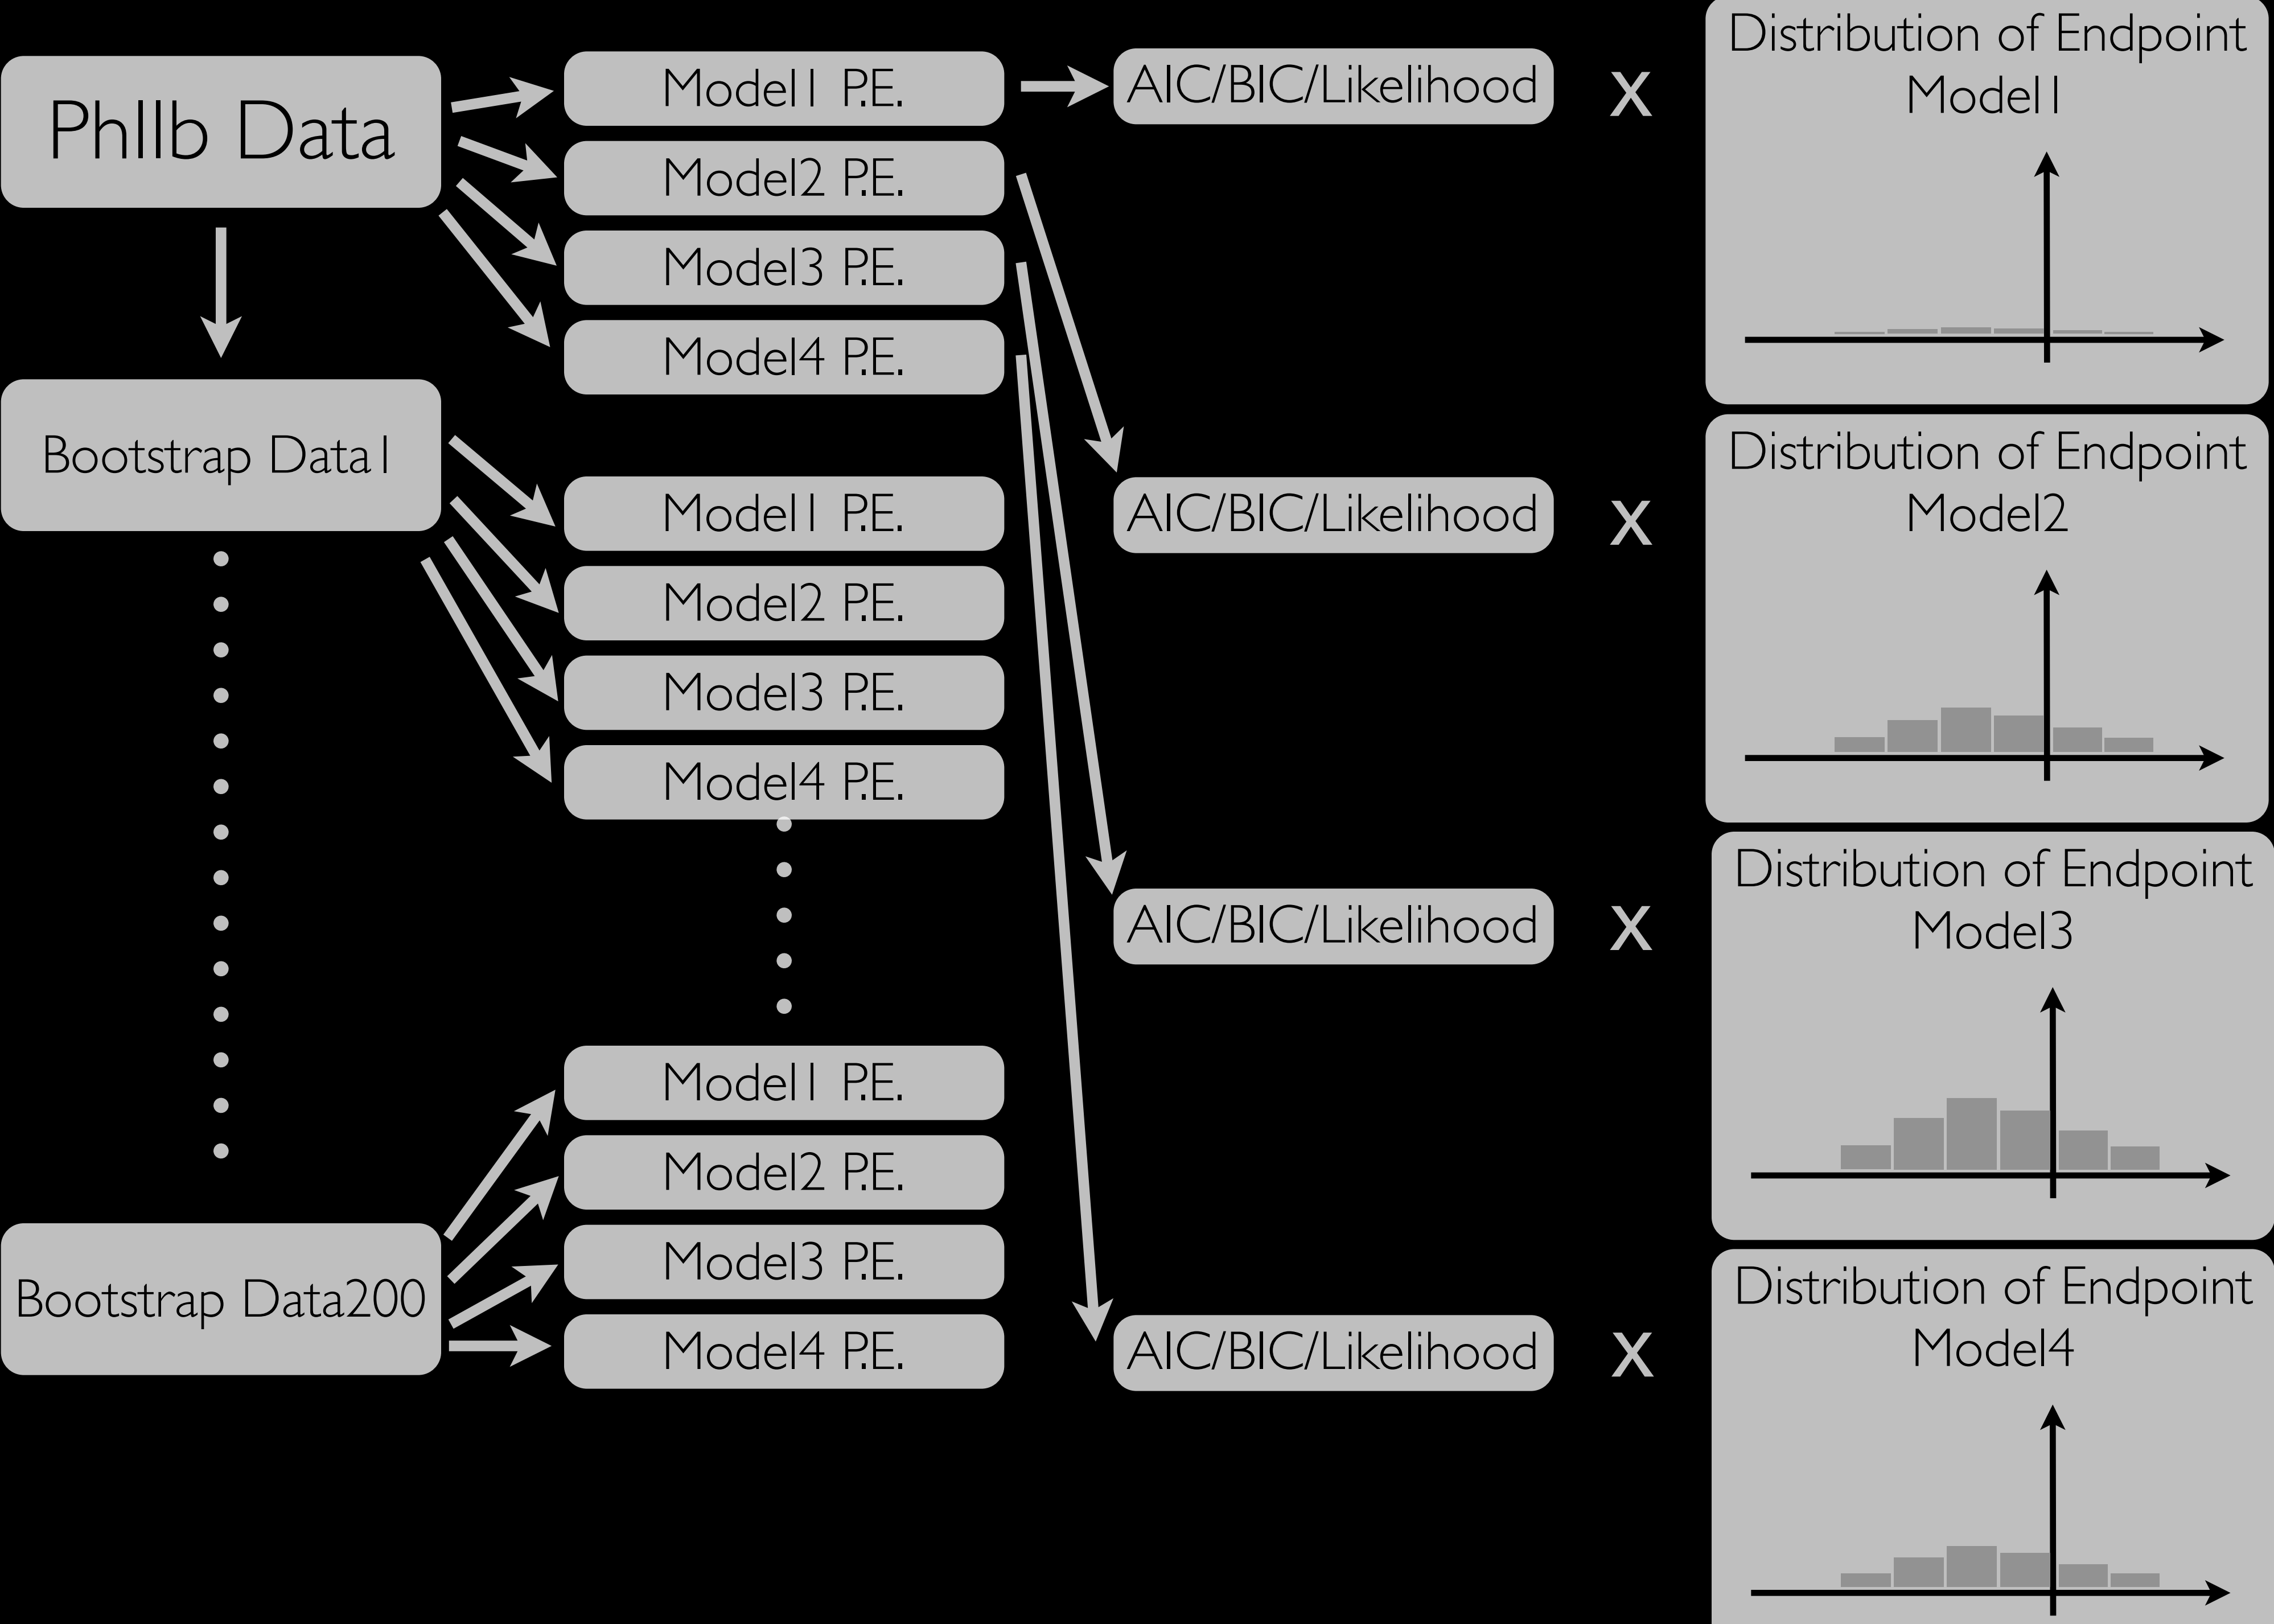 PhIIb Data
Bootstrap Data1
Bootstrap Data200
Model1 P.E.
Model2 P.E.
Model3 P.E.
Model4 P.E.
Model1 P.E.
Model2 P.E.
Model3 P.E.
Model4 P.E.
Model1 P.E.
Model2 P.E.
Model3 P.E.
Model4 P.E.
AIC/BIC/Likelihood
x
Distribution of Endpoint
Model1
AIC/BIC/Likelihood
x
Distribution of Endpoint
Model2
AIC/BIC/Likelihood
x
Distribution of Endpoint
Model3
AIC/BIC/Likelihood
x
Distribution of Endpoint
Model4